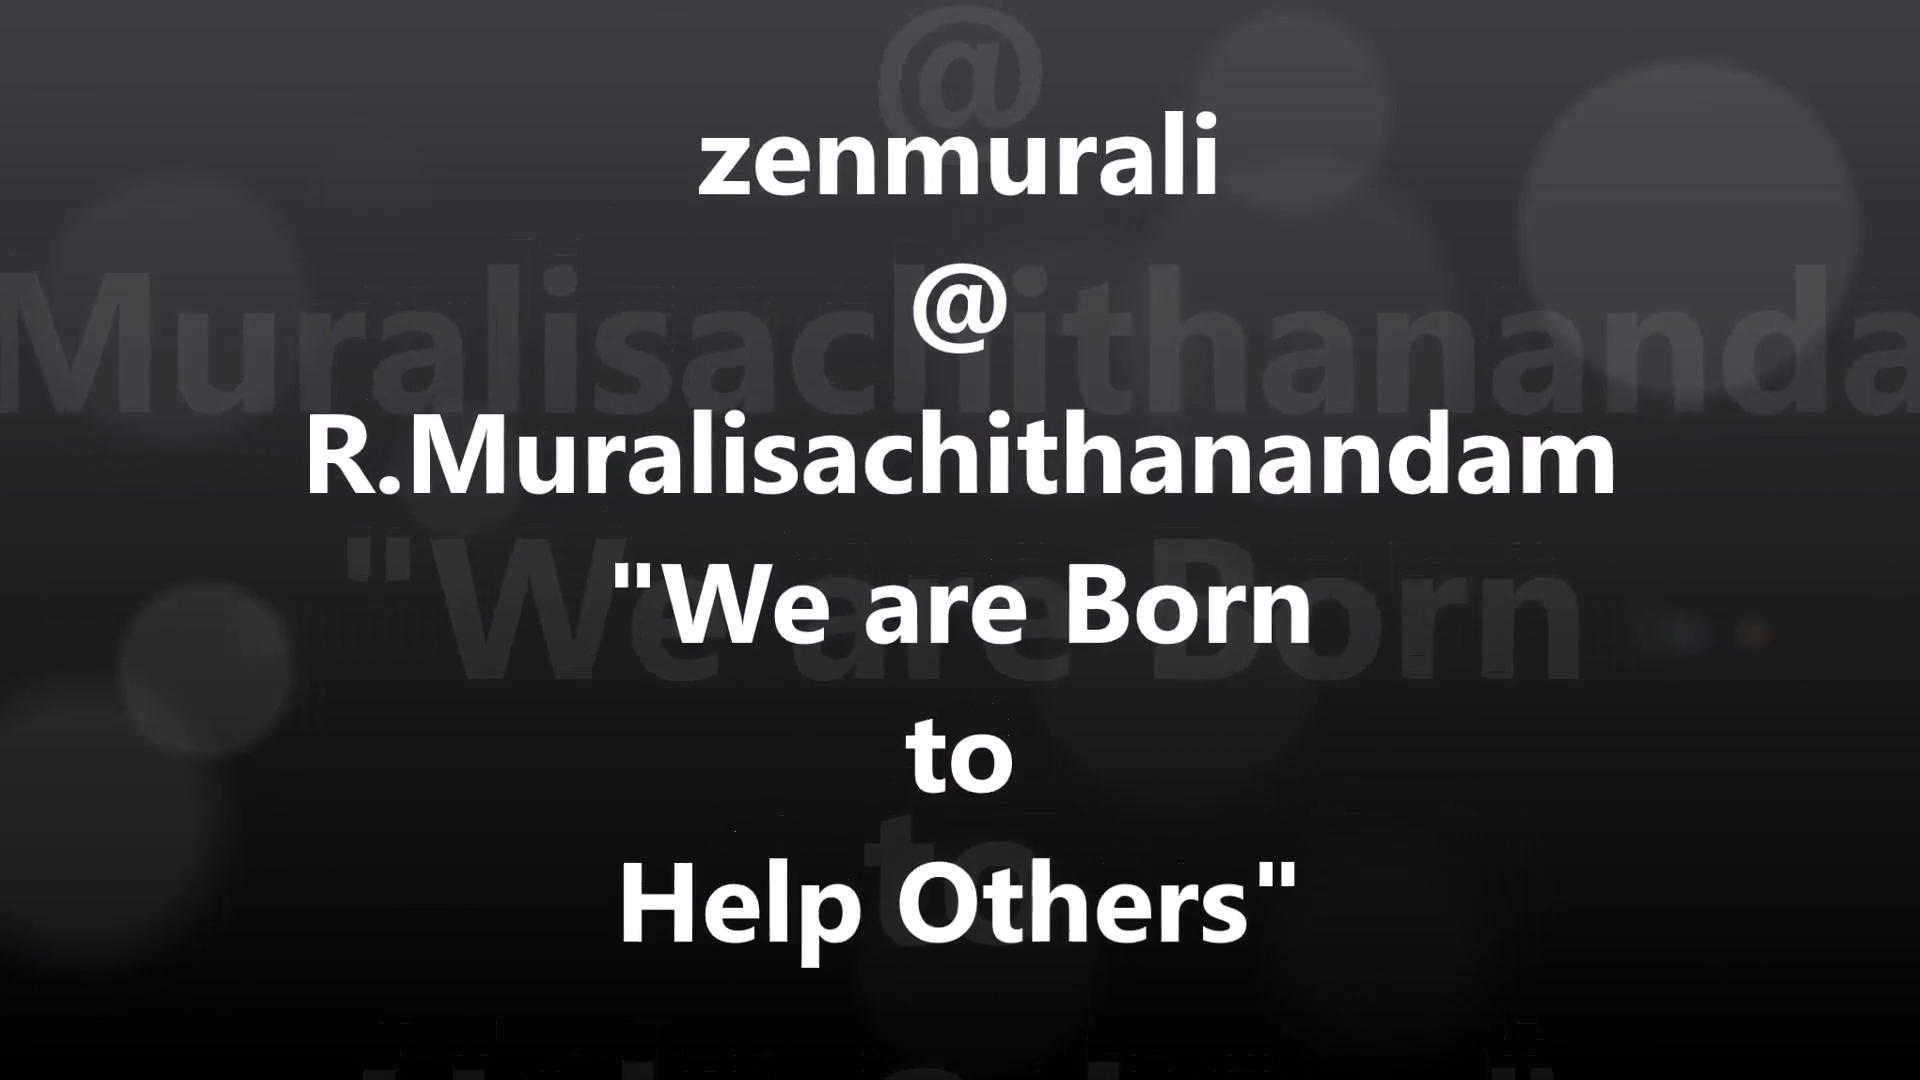 zenmurali
@
R.Muralisachithanandam
"We are Born
to
Help Others"